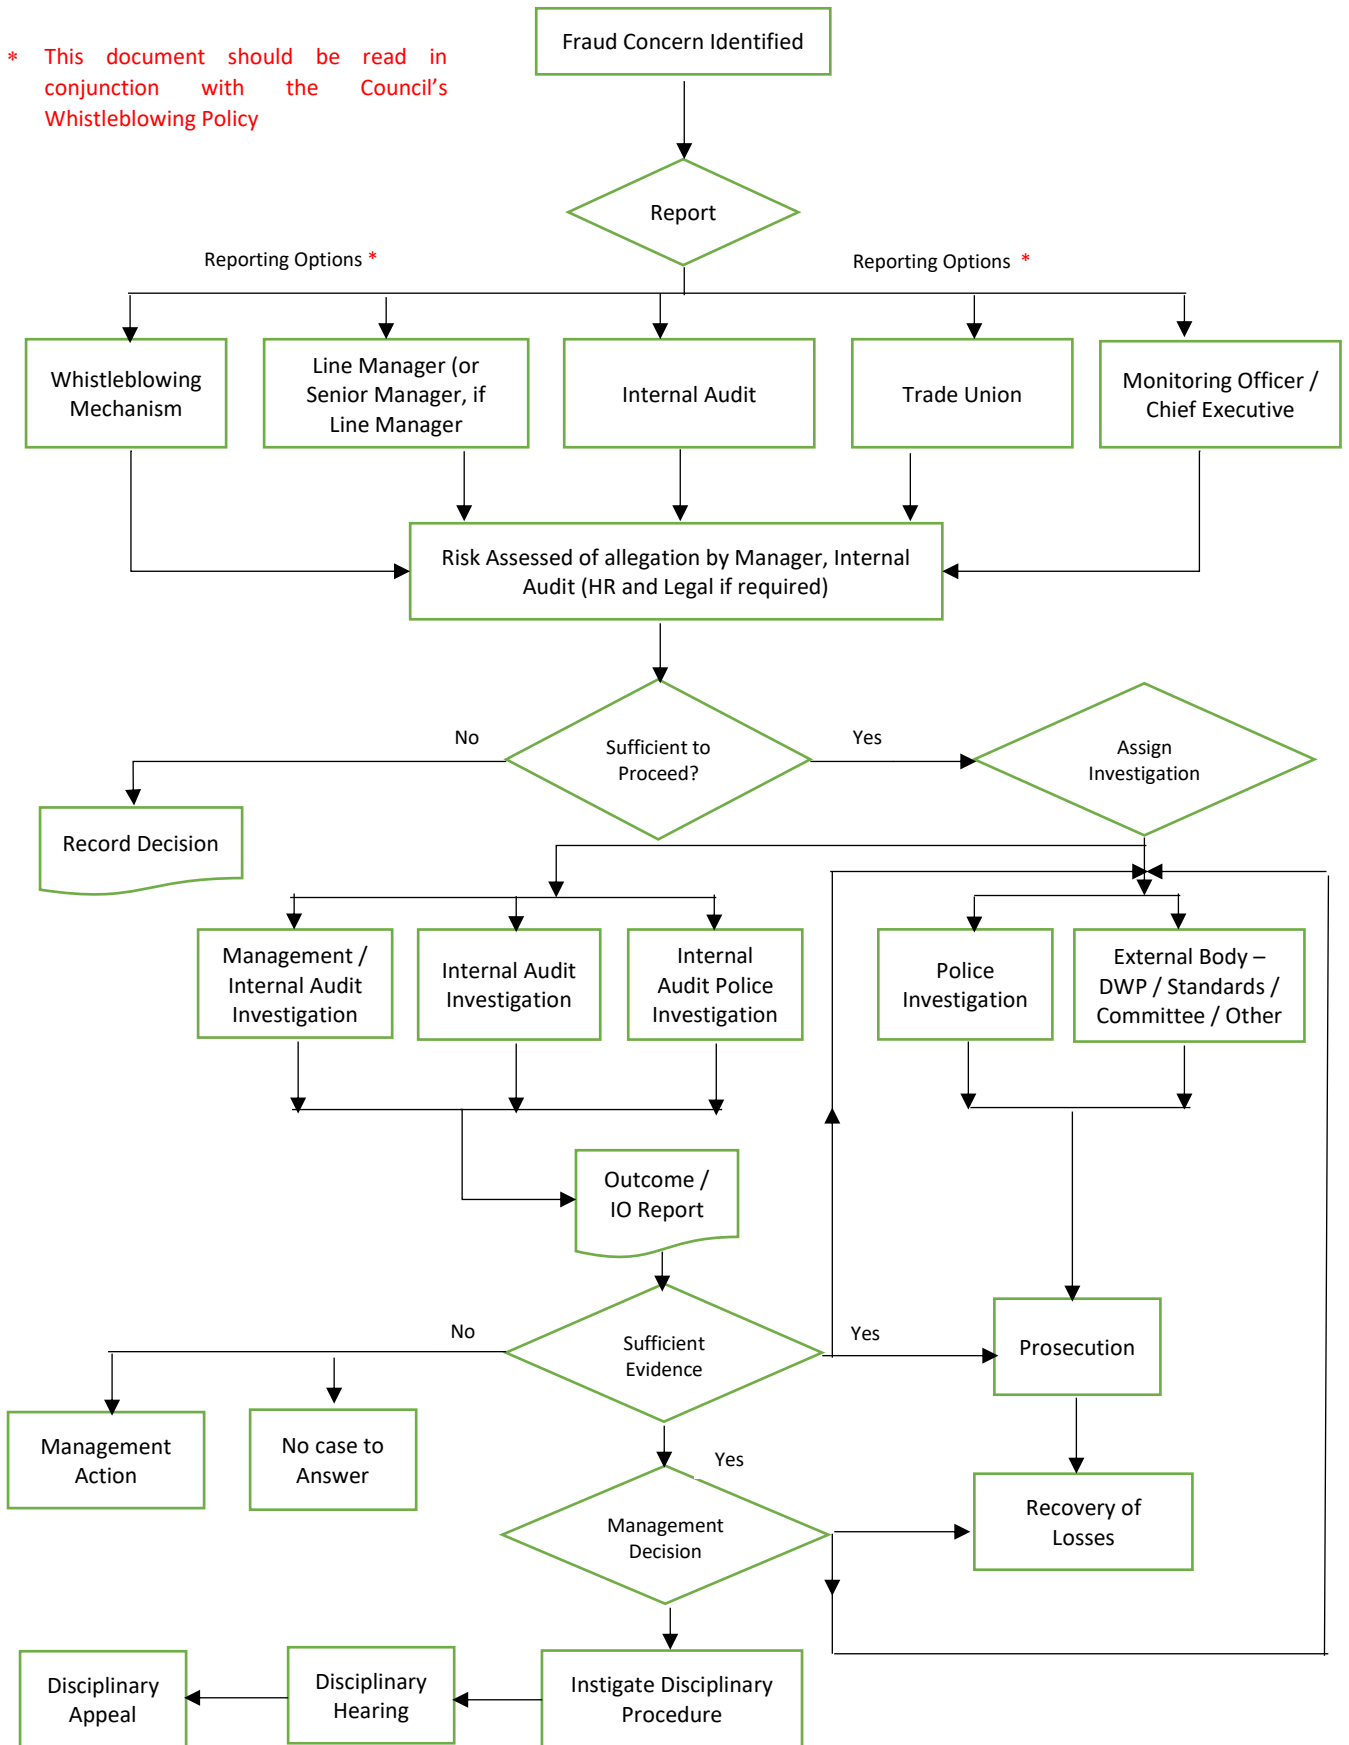 Fraud Concern Identified
* This document should be read in
conjunction with the Council’s
Whistleblowing Policy
Report
Reporting Options *
Reporting Options *
Whistleblowing
Mechanism
Line Manager (or
Senior Manager, if
Line Manager
Internal Audit
Trade Union
Monitoring Officer /
Chief Executive
Risk Assessed of allegation by Manager, Internal
Audit (HR and Legal if required)
No
Sufficient to
Proceed?
Yes
Assign
Investigation
Record Decision
Management /
Internal Audit
Investigation
Internal Audit
Investigation
Internal
Audit Police
Investigation
Police
Investigation
External Body –
DWP / Standards /
Committee / Other
Outcome /
IO Report
No
Sufficient
Evidence
Yes
Prosecution
Management
Action
No case to
Answer
Yes
Management
Decision
Recovery of
Losses
Disciplinary
Appeal
Disciplinary
Hearing
Instigate Disciplinary
Procedure